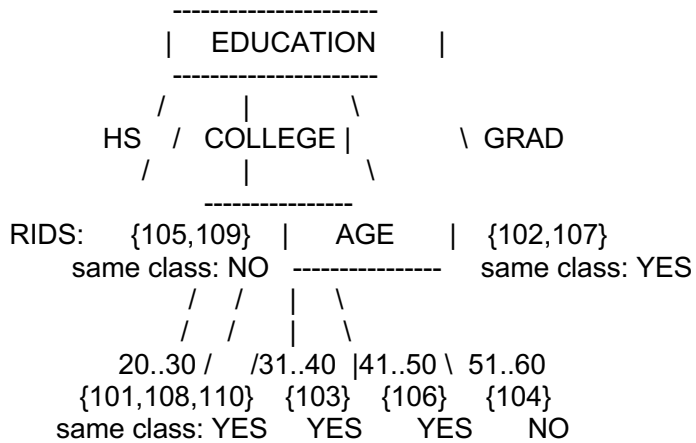 ----------------------
| EDUCATION |
----------------------
/ | \
HS / COLLEGE | \ GRAD
/ | \
----------------
RIDS: {105,109} | AGE | {102,107}
same class: NO ---------------- same class: YES
/ / | \
/ / | \
20..30 / /31..40 |41..50 \ 51..60
{101,108,110} {103} {106} {104}
same class: YES YES YES NO